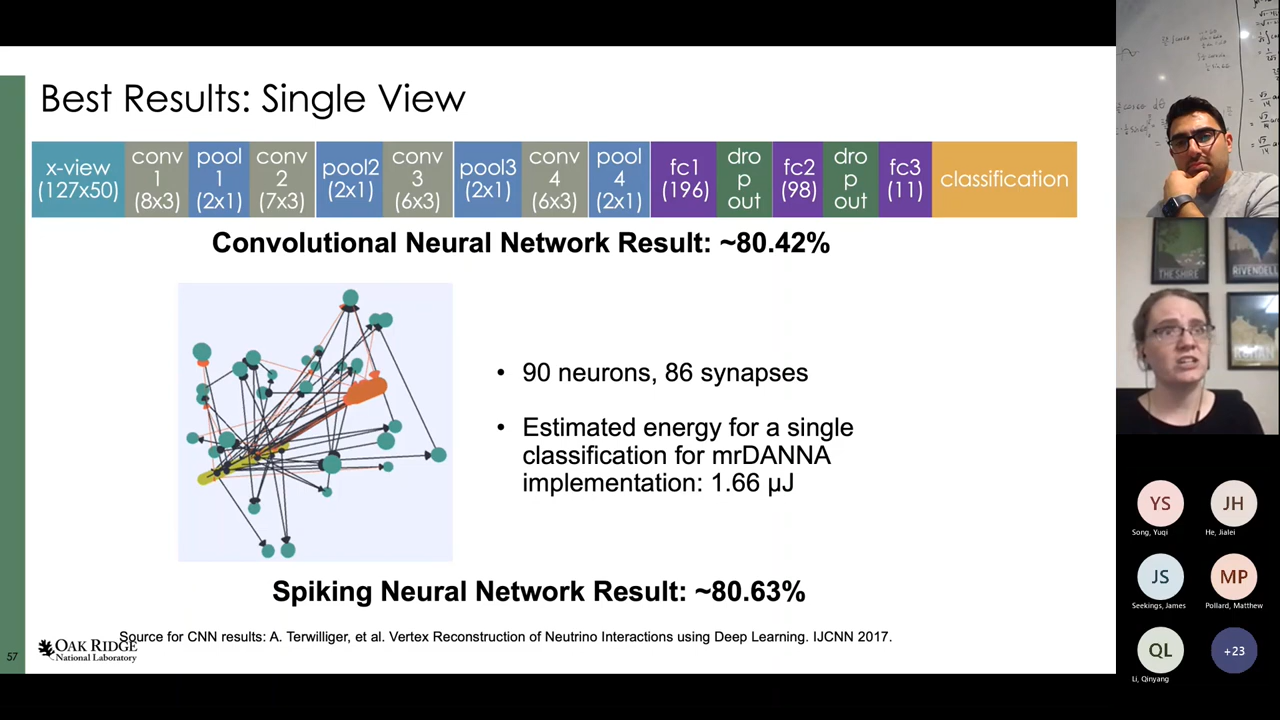 Best Results: Single View
x-view
(127x50)
conv
1
(8x3)
pool
1
(2x1)
conv
2
(7x3)
pool2
(2x1)
conv
3
(6x3)
pool3
(2x1)
conv
4
(6x3)
pool
4
(2x1)
fc1
(196)
dro
p
out
fc2
(98)
dro
p
out
fc3
(11)
classification
Convolutional Neural Network Result: ~80.42%
• 90 neurons, 86 synapses
• Estimated energy for a single
classification for mrDANNA
implementation: 1.66 µJ
Spiking Neural Network Result: ~80.63%
Source for CNN results: A. Terwilliger, et al. Vertex Reconstruction of Neutrino Interactions using Deep Learning. IJCNN 2017.
57
OAK RIDGE
National Laboratory
THE SHIRE
RIVENDELL
YS
Song, Yuqi
JH
He, Jialei
JS
Seekings, James
MP
Pollard, Matthew
QL
Li, Qinyang
+23